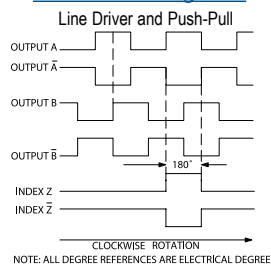 Line Driver and Push-Pull
OUTPUT A
OUTPUT A̅
OUTPUT B
OUTPUT B̅
180°
INDEX Z
INDEX Z̅
CLOCKWISE ROTATION
NOTE: ALL DEGREE REFERENCES ARE ELECTRICAL DEGREE